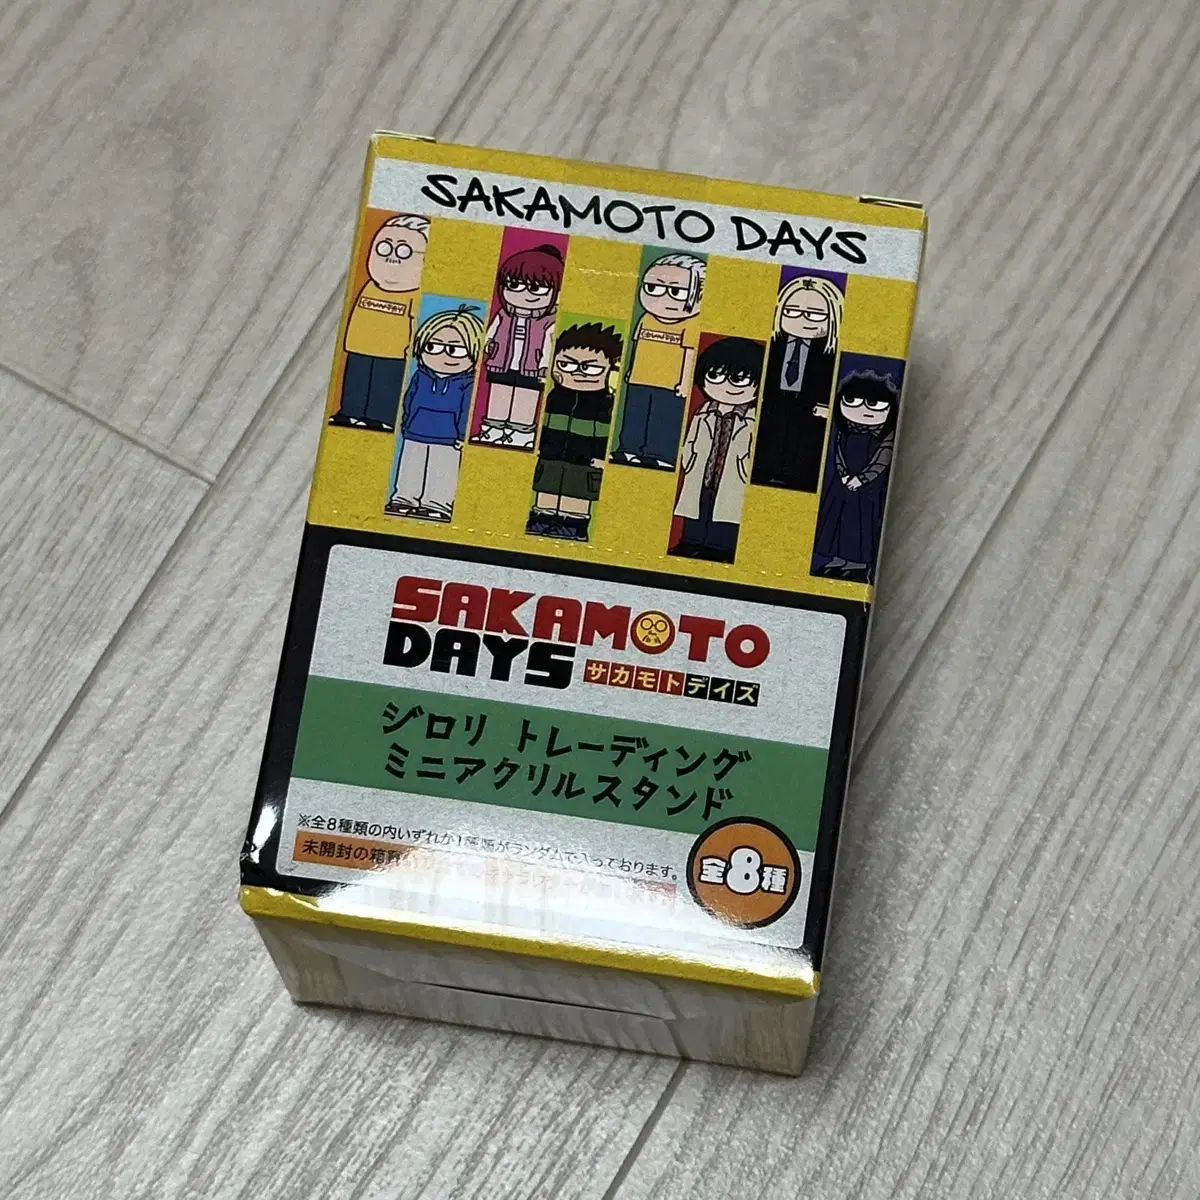 SAKAMOTO DAYS
COUNTRY
COUNTRY
SAKAMOTO
DAYS サカモトデイズ
ジロリ トレーディング
ミニアクリルスタンド
※全8種類の内いずれか1種類がランダムで入っております。
未開封の箱
全8種